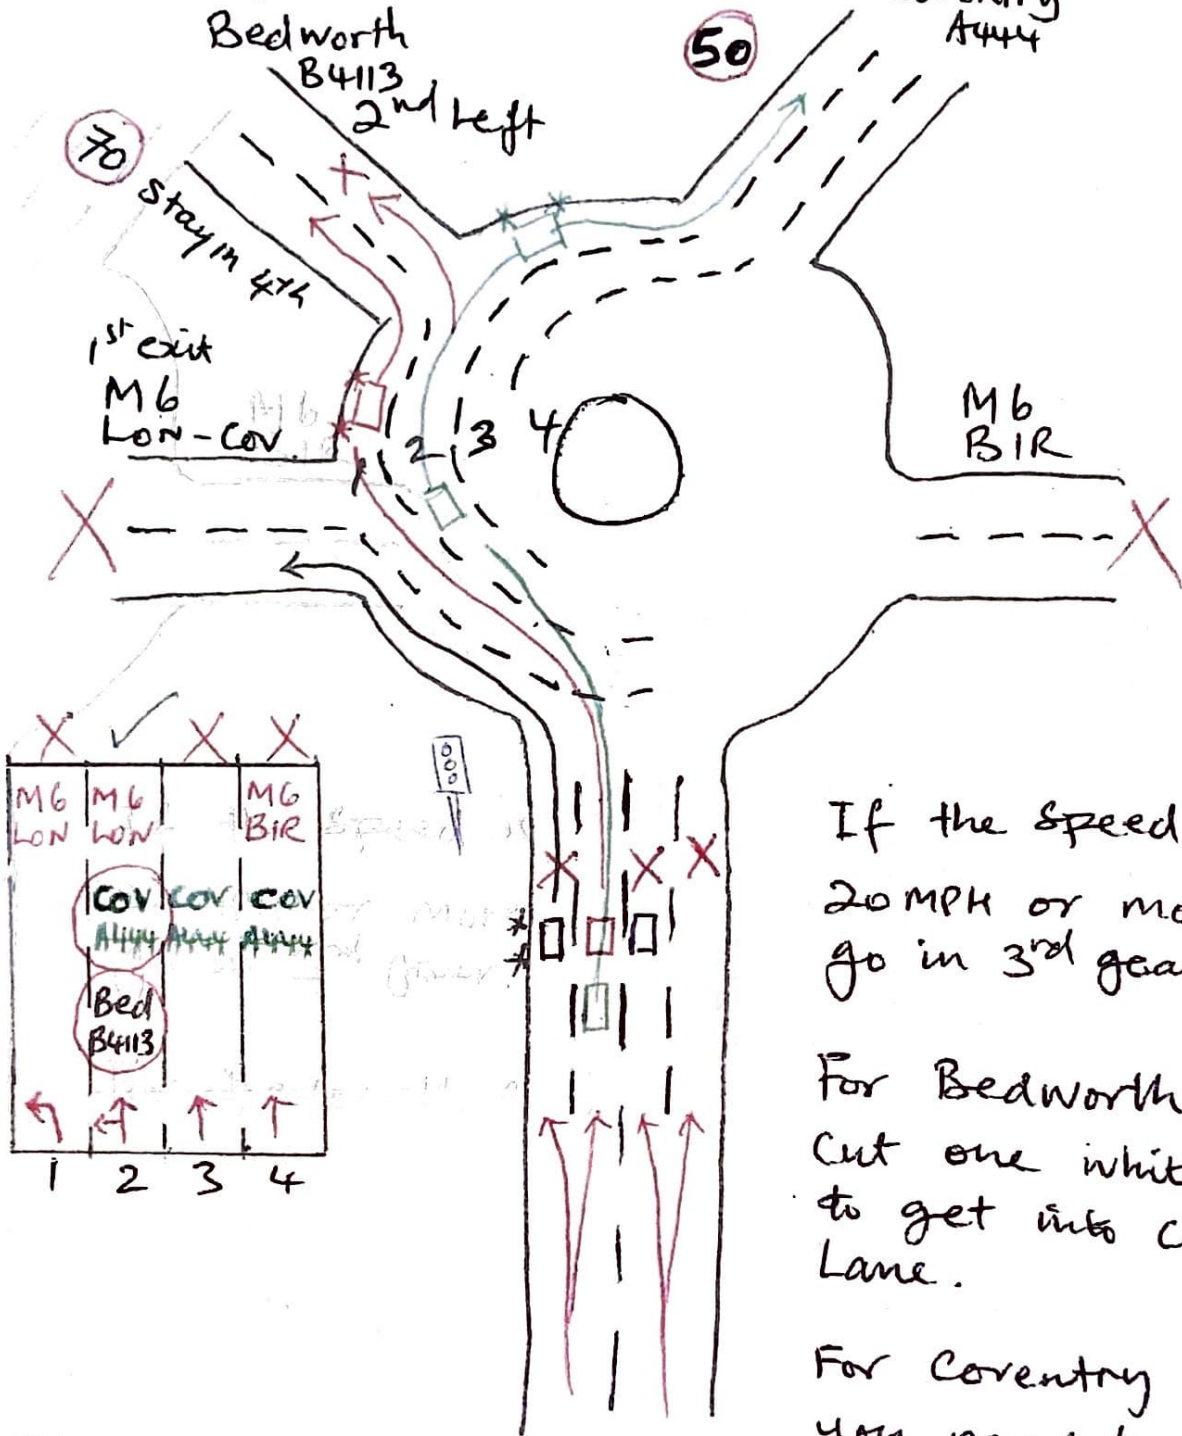 Bedworth
B4113
2nd Left
50
A444
70
Stay in 4th
1st exit
M6
LON-COV
2
3
4
M6
BIR
M6 LON
M6 LON
M6 BIR
COV A444
COV A444
COV A444
Bed
B4113
1 2 3 4
If the speed
20 MPH or
go in 3rd
For Bedworth
Cut one
to get into
Lane.
For Coventry